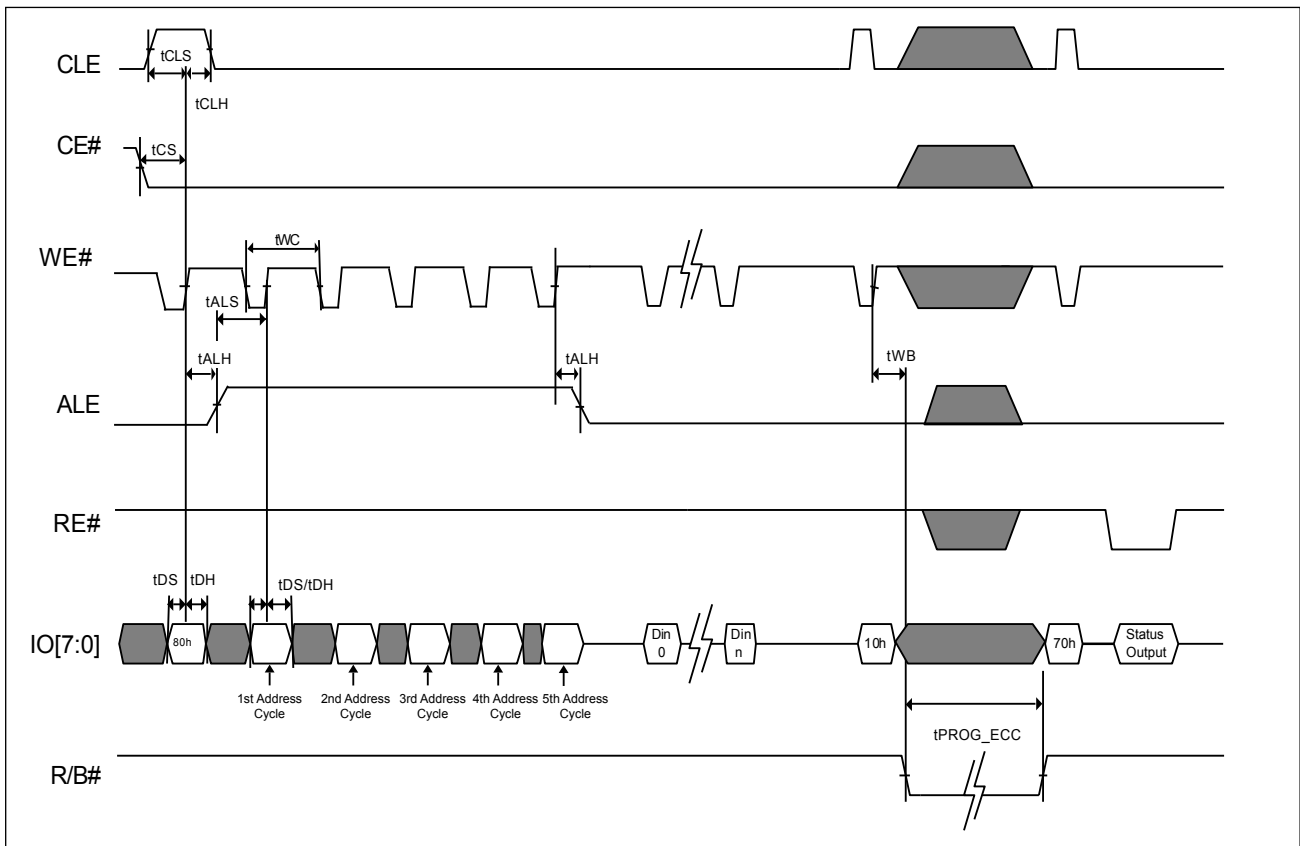 CLE
tCLS
tCLH
CE#
tCS
WE#
tWC
tALS
tALH
tALH
tWB
ALE
RE#
tDS
tDH
tDS/tDH
IO[7:0]
80h
Din
0
Din
n
10h
70h
Status
Output
1st Address
Cycle
2nd Address
Cycle
3rd Address
Cycle
4th Address
Cycle
5th Address
Cycle
tPROG_ECC
R/B#